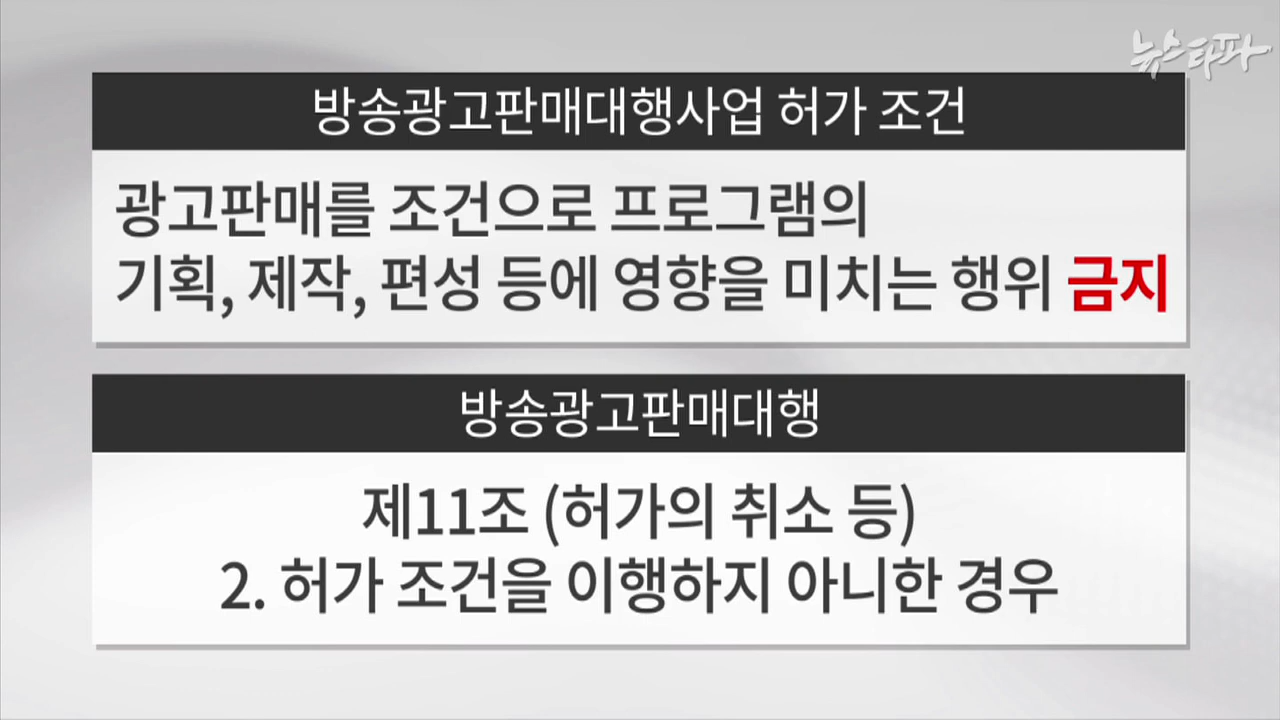 뉴스타파
방송광고판매대행사업 허가 조건
광고판매를 조건으로 프로그램의
기획, 제작, 편성 등에 영향을 미치는 행위 금지
방송광고판매대행
제11조 (허가의 취소 등)
2. 허가 조건을 이행하지 아니한 경우